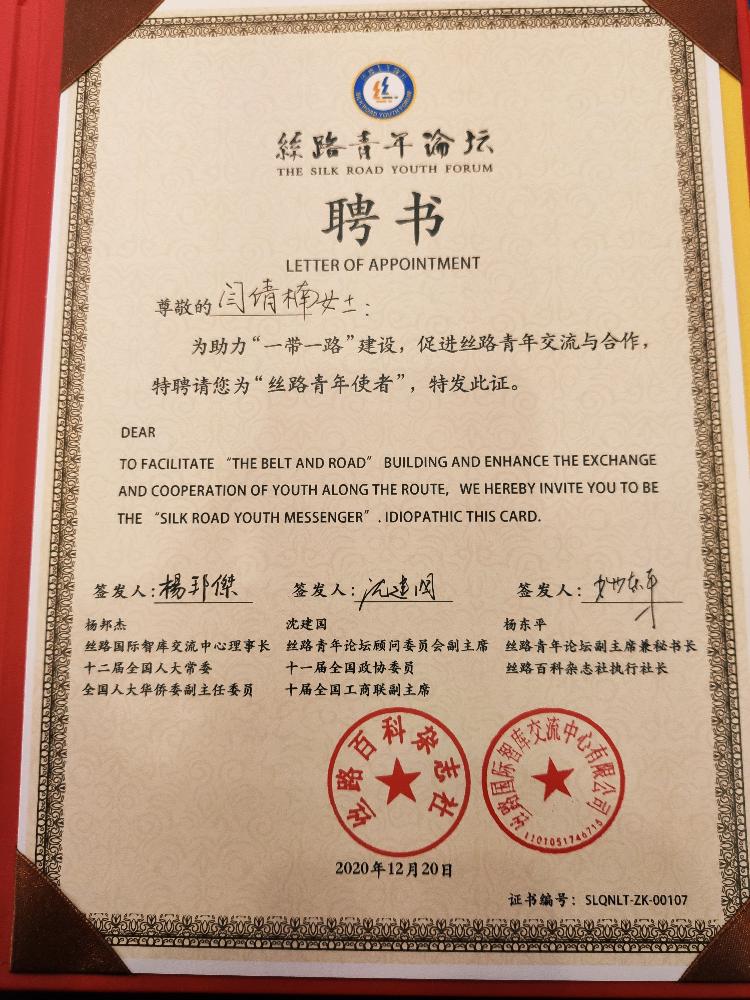 SILK ROAD YOUTH FORUM
絲路青年论坛
THE SILK ROAD YOUTH FORUM
聘书
LETTER OF APPOINTMENT
尊敬的闫倩楠女士：
为助力“一带一路”建设，促进丝路青年交流与合作，
特聘请您为“丝路青年使者”，特发此证。
DEAR
TO FACILITATE “THE BELT AND ROAD” BUILDING AND ENHANCE THE EXCHANGE
AND COOPERATION OF YOUTH ALONG THE ROUTE, WE HEREBY INVITE YOU TO BE
THE “SILK ROAD YOUTH MESSENGER”. IDIOPATHIC THIS CARD.
签发人：楊邦傑 签发人：沈建国 签发人：
杨邦杰 沈建国 杨东平
丝路国际智库交流中心理事长 丝路青年论坛顾问委员会副主席 丝路青年论坛副主席兼秘书长
十二届全国人大常委 十一届全国政协委员 丝路百科杂志社执行社长
全国人大华侨委副主任委员 十届全国工商联副主席
丝路百科杂志社 丝路国际智库交流中心有限公司
1101051746715
2020年12月20日
证书编号：SLQNLT-ZK-00107